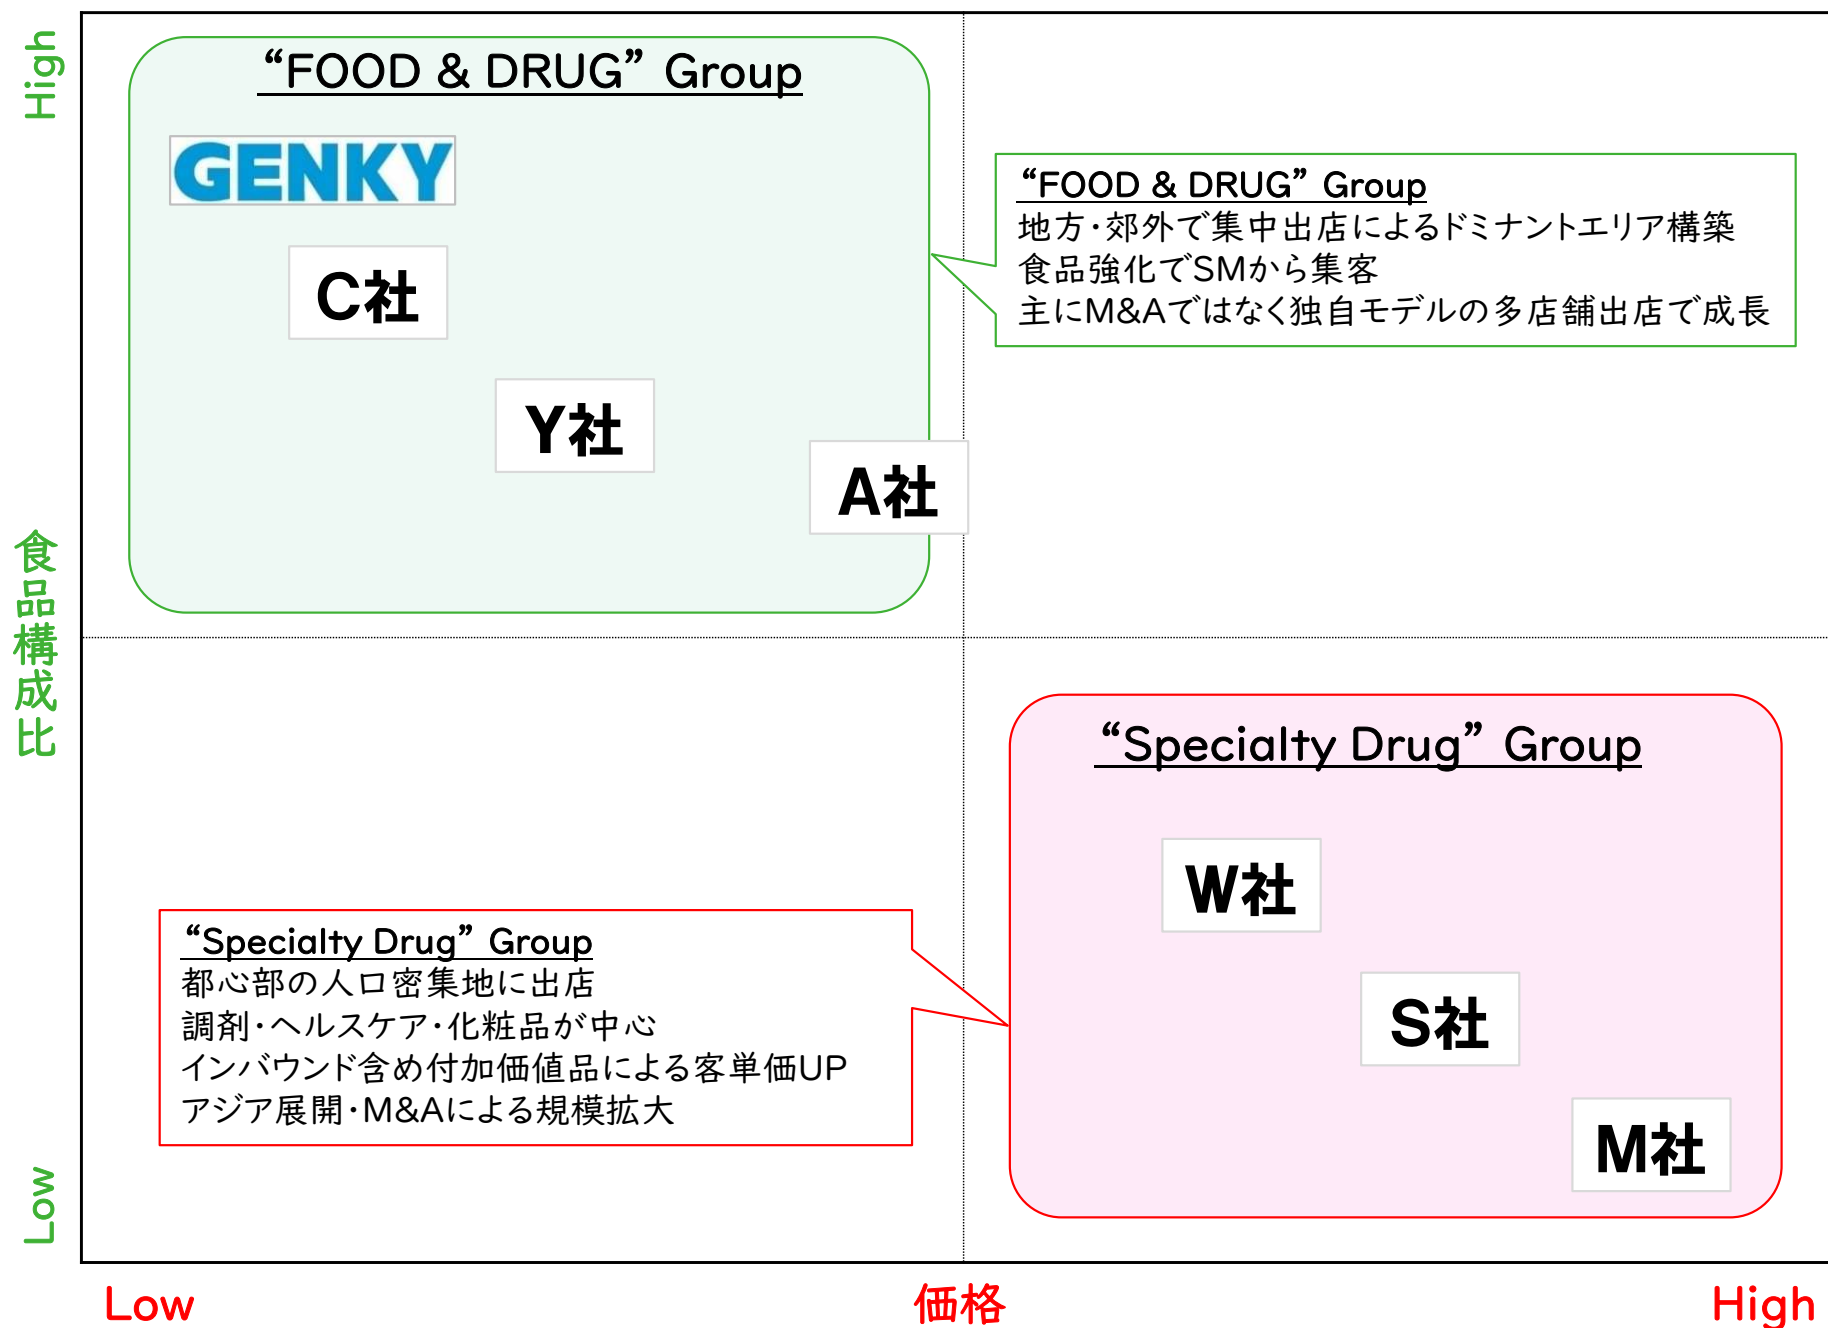 High
“FOOD & DRUG” Group
GENKY
C社
Y社
A社
“FOOD & DRUG” Group
地方・郊外で集中出店によるドミナントエリア構築
食品強化でSMから集客
主にM&Aではなく独自モデルの多店舗出店で成長
食品構成比
“Specialty Drug” Group
W社
S社
M社
“Specialty Drug” Group
都心部の人口密集地に出店
調剤・ヘルスケア・化粧品が中心
インバウンド含め付加価値品による客単価UP
アジア展開・M&Aによる規模拡大
Low
Low
価格
High